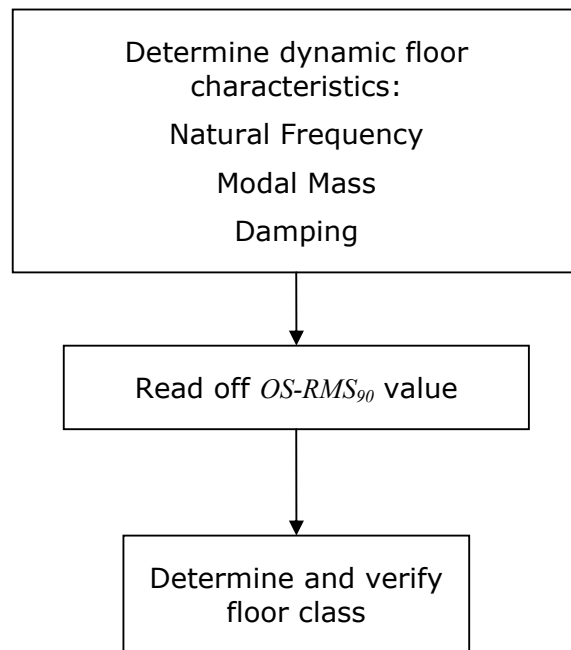 Determine dynamic floor
characteristics:
Natural Frequency
Modal Mass
Damping
Read off OS-RMS₉₀ value
Determine and verify
floor class